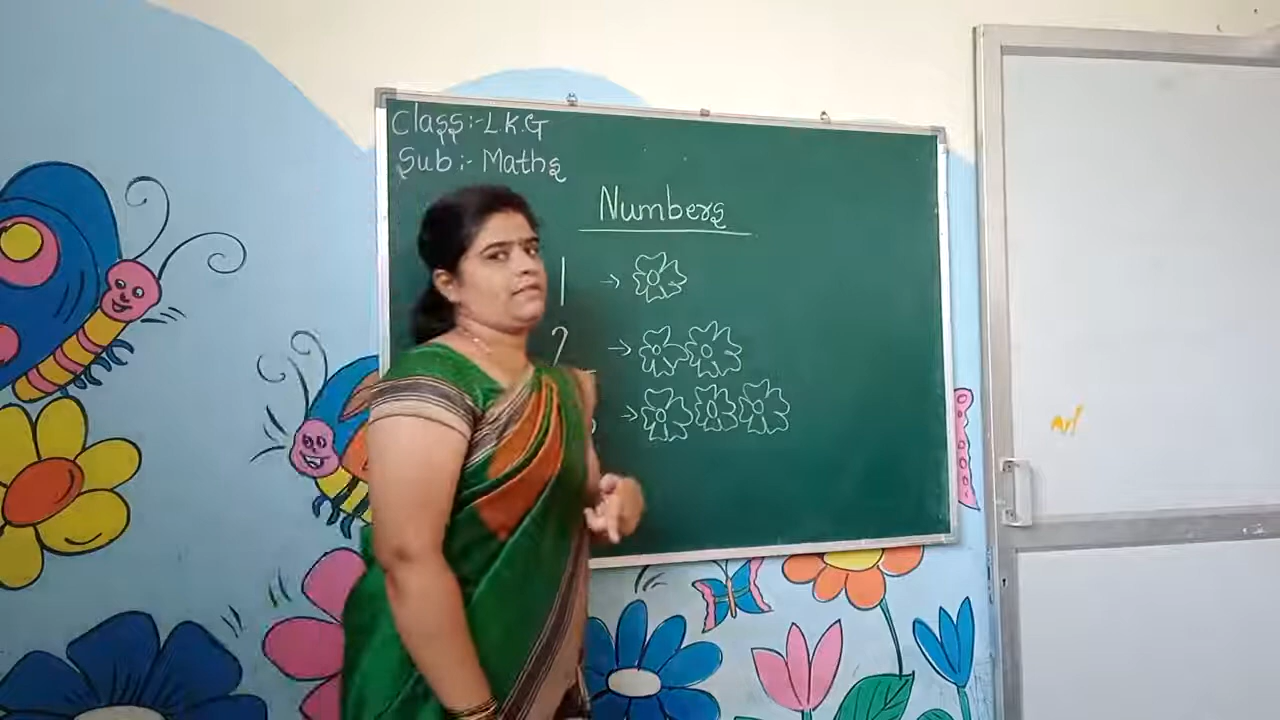 Class:-L.K.G
Sub:- Maths
Numbers
1 →
2 →
→